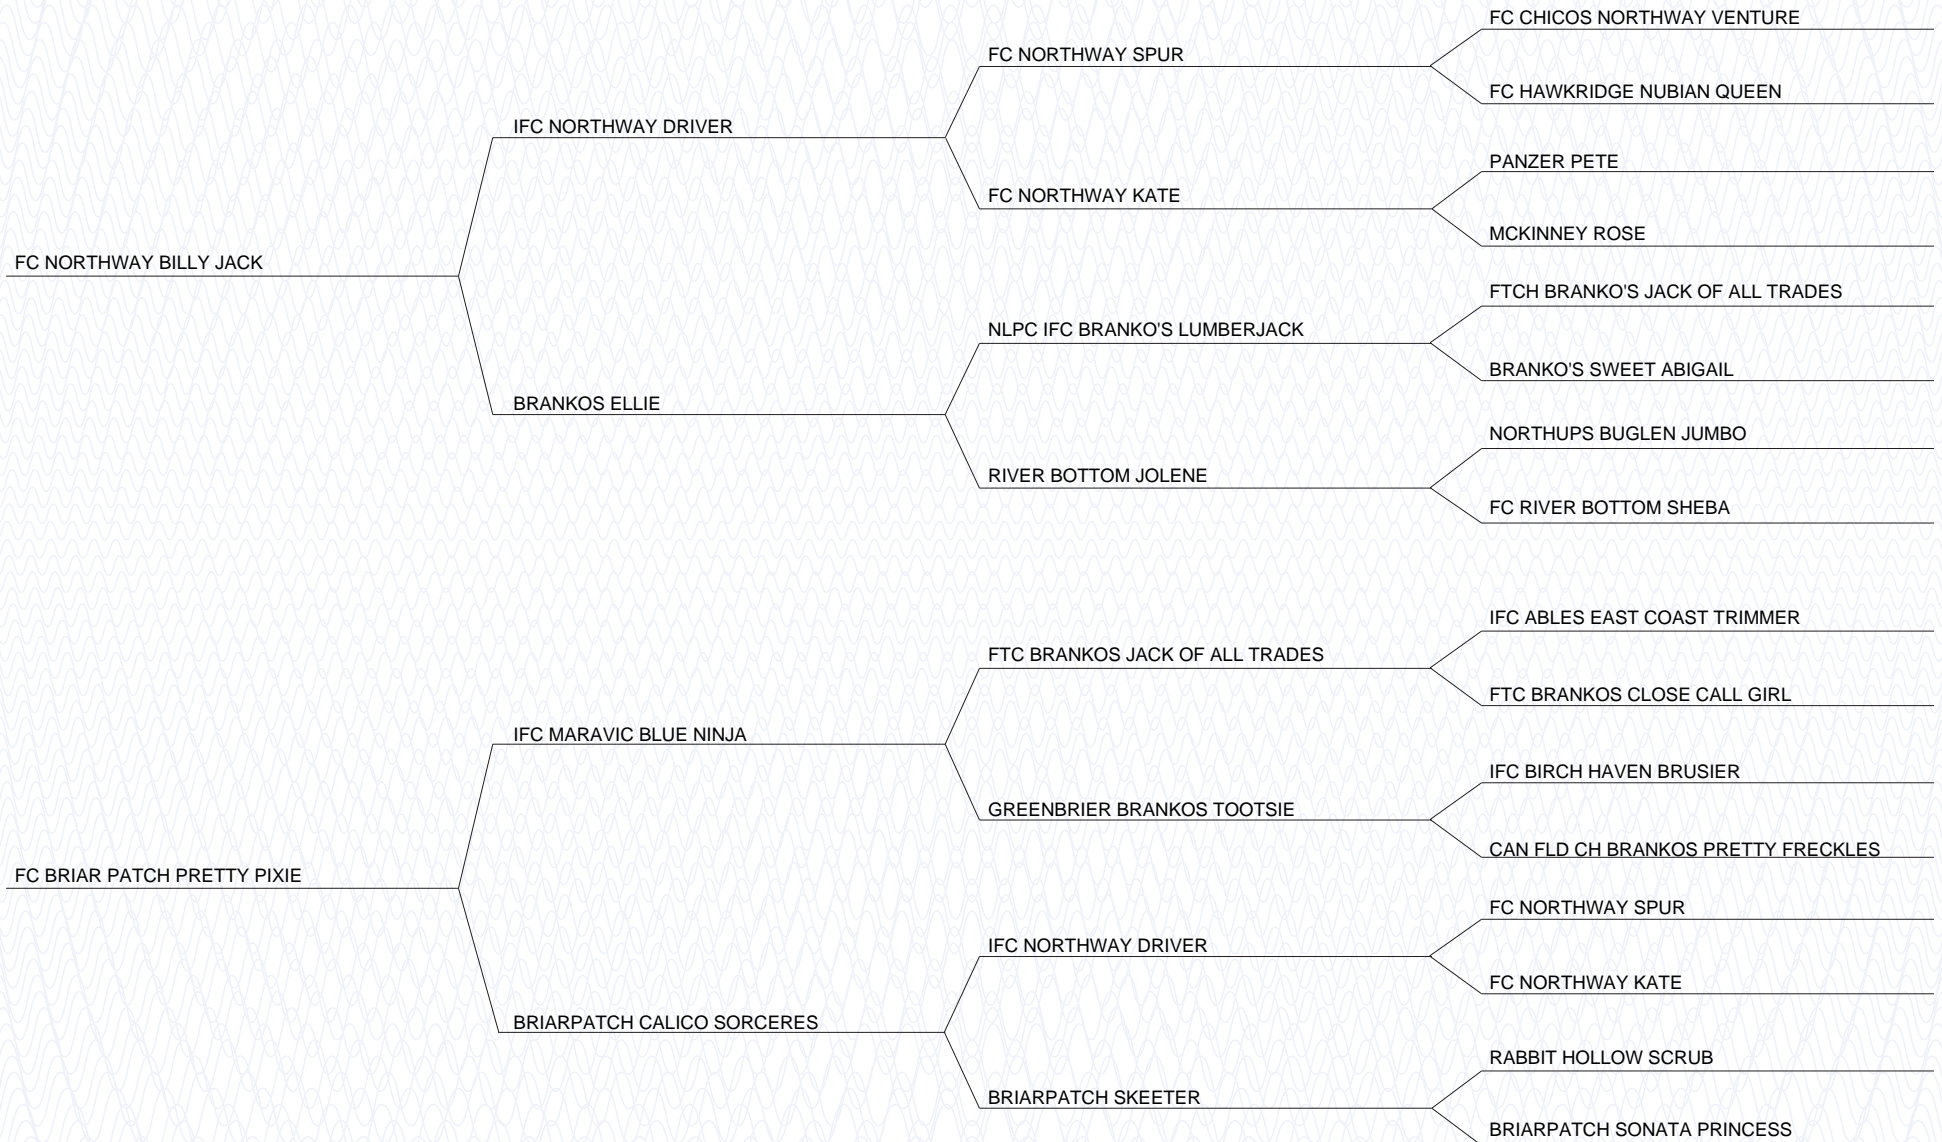 FC CHICOS NORTHWAY VENTURE
FC NORTHWAY SPUR
FC HAWKRIDGE NUBIAN QUEEN
IFC NORTHWAY DRIVER
PANZER PETE
FC NORTHWAY KATE
MCKINNEY ROSE
FC NORTHWAY BILLY JACK
FTCH BRANKO'S JACK OF ALL TRADES
NLPC IFC BRANKO'S LUMBERJACK
BRANKO'S SWEET ABIGAIL
BRANKOS ELLIE
NORTHUPS BUGLEN JUMBO
RIVER BOTTOM JOLENE
FC RIVER BOTTOM SHEBA
IFC ABLES EAST COAST TRIMMER
FTC BRANKOS JACK OF ALL TRADES
FTC BRANKOS CLOSE CALL GIRL
IFC MARAVIC BLUE NINJA
IFC BIRCH HAVEN BRUSIER
GREENBRIER BRANKOS TOOTSIE
CAN FLD CH BRANKOS PRETTY FRECKLES
FC BRIAR PATCH PRETTY PIXIE
FC NORTHWAY SPUR
IFC NORTHWAY DRIVER
FC NORTHWAY KATE
BRIARPATCH CALICO SORCERES
RABBIT HOLLOW SCRUB
BRIARPATCH SKEETER
BRIARPATCH SONATA PRINCESS